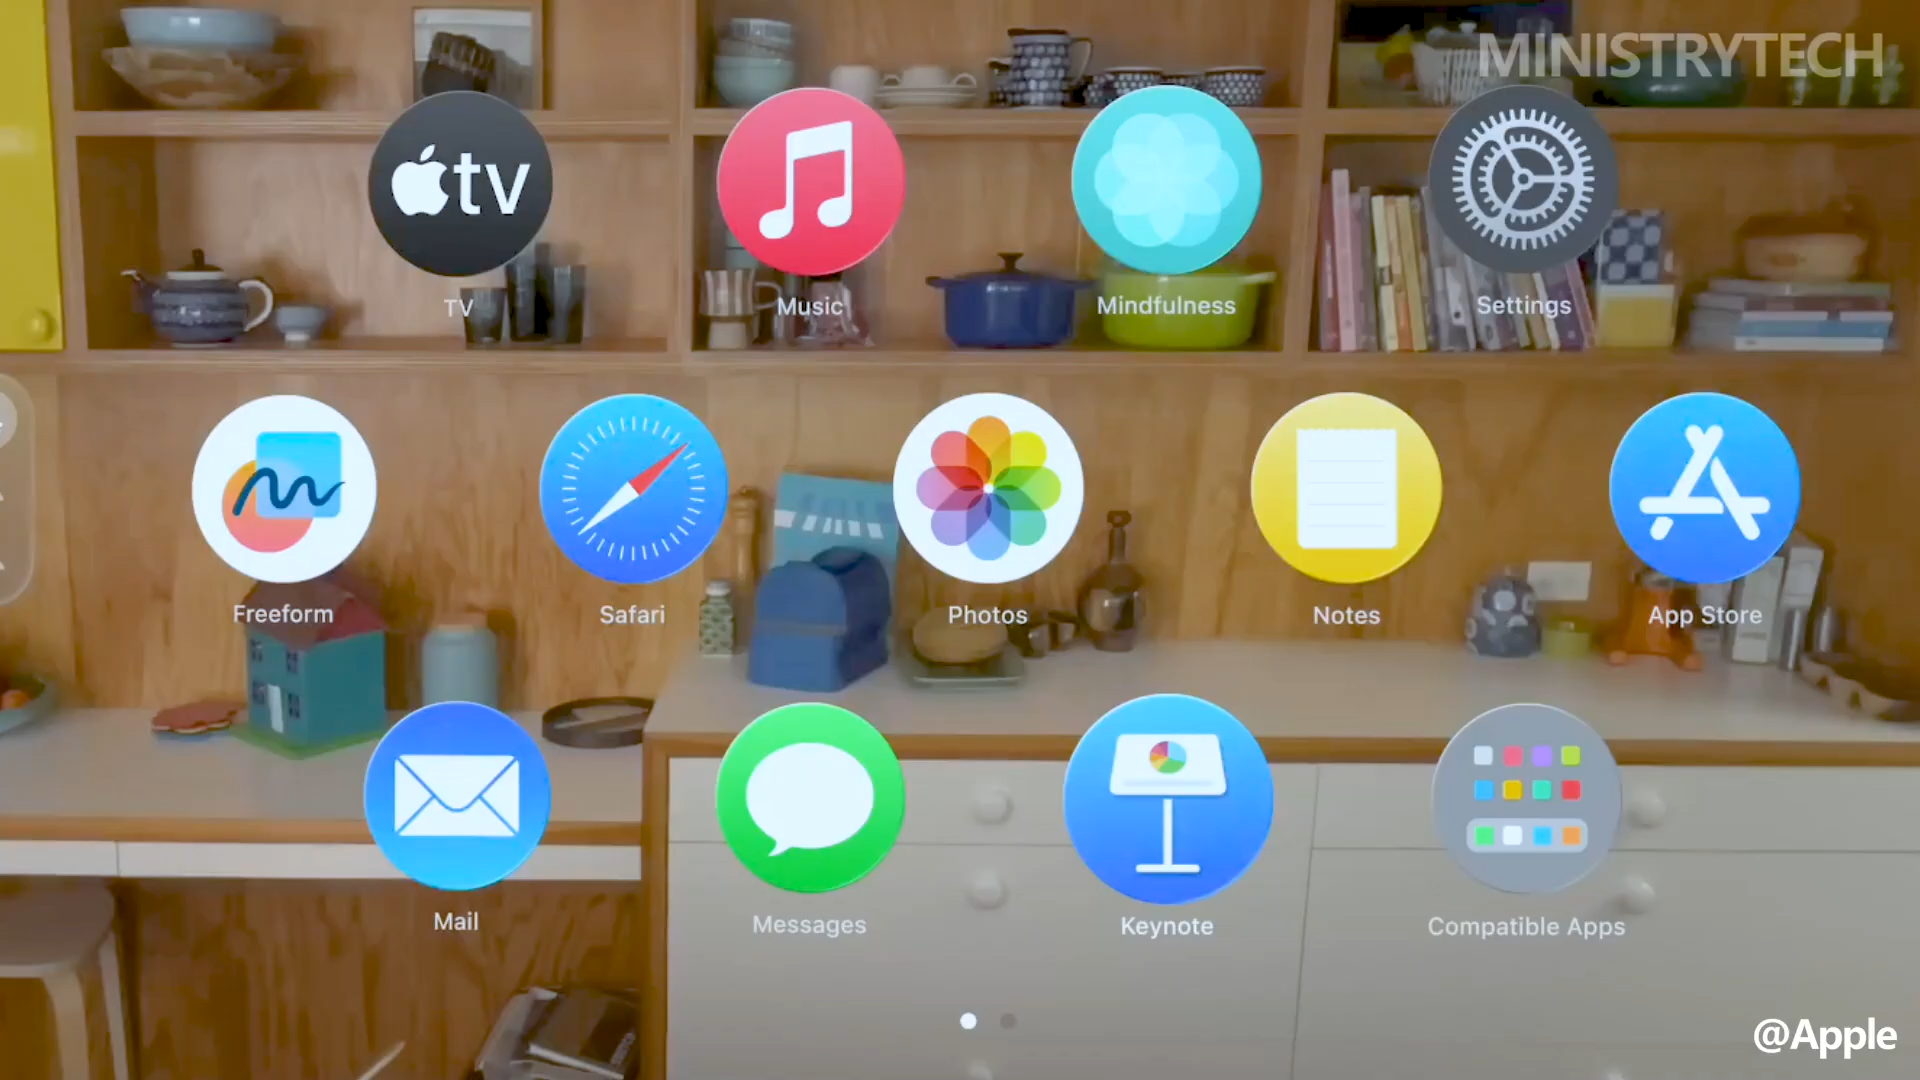 MINISTRYTECH
tv
TV
Music
Mindfulness
Settings
Freeform
Safari
Photos
Notes
App Store
Mail
Messages
Keynote
Compatible Apps
@Apple